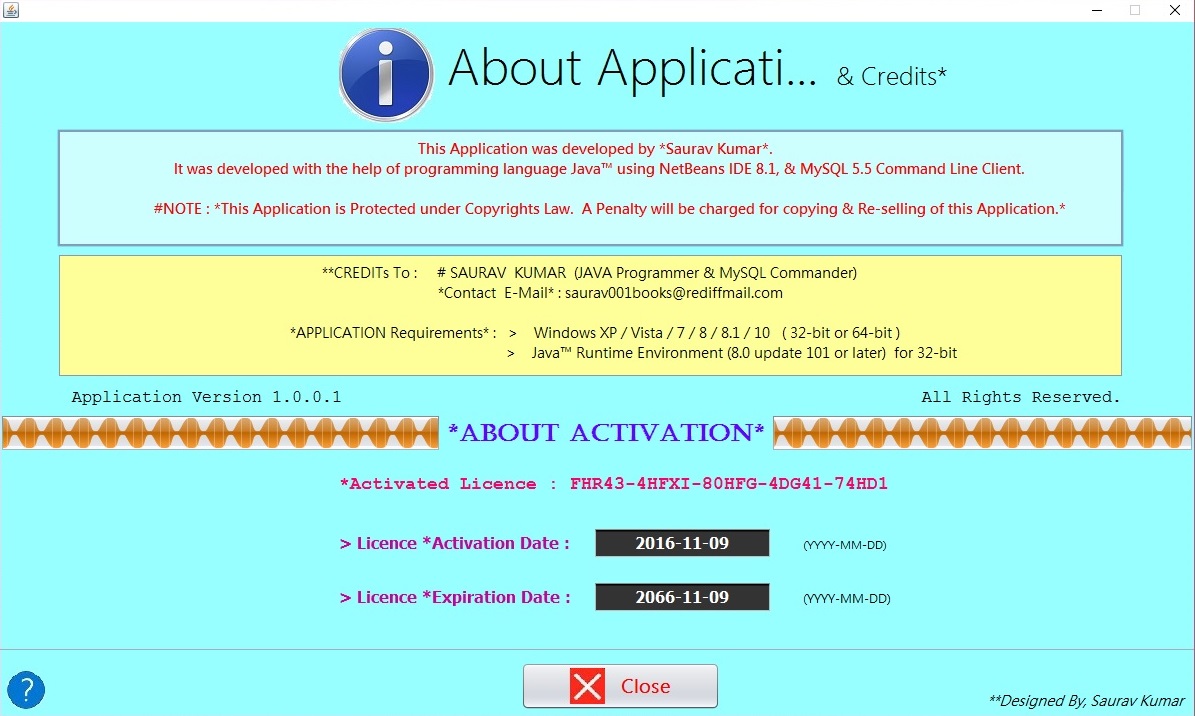 About Applicati... & Credits*
This Application was developed by *Saurav Kumar*.
It was developed with the help of programming language Java™ using NetBeans IDE 8.1, & MySQL 5.5 Command Line Client.
#NOTE : *This Application is Protected under Copyrights Law. A Penalty will be charged for copying & Re-selling of this Application.*
**CREDITs To : # SAURAV KUMAR (JAVA Programmer & MySQL Commander)
*Contact E-Mail* : saurav001books@rediffmail.com
*APPLICATION Requirements* : > Windows XP / Vista / 7 / 8 / 8.1 / 10 ( 32-bit or 64-bit )
> Java™ Runtime Environment (8.0 update 101 or later) for 32-bit
Application Version 1.0.0.1 All Rights Reserved.
*ABOUT ACTIVATION*
*Activated Licence : FHR43-4HFXI-80HFG-4DG41-74HD1
> Licence *Activation Date : 2016-11-09 (YYYY-MM-DD)
> Licence *Expiration Date : 2066-11-09 (YYYY-MM-DD)
? Close
**Designed By, Saurav Kumar